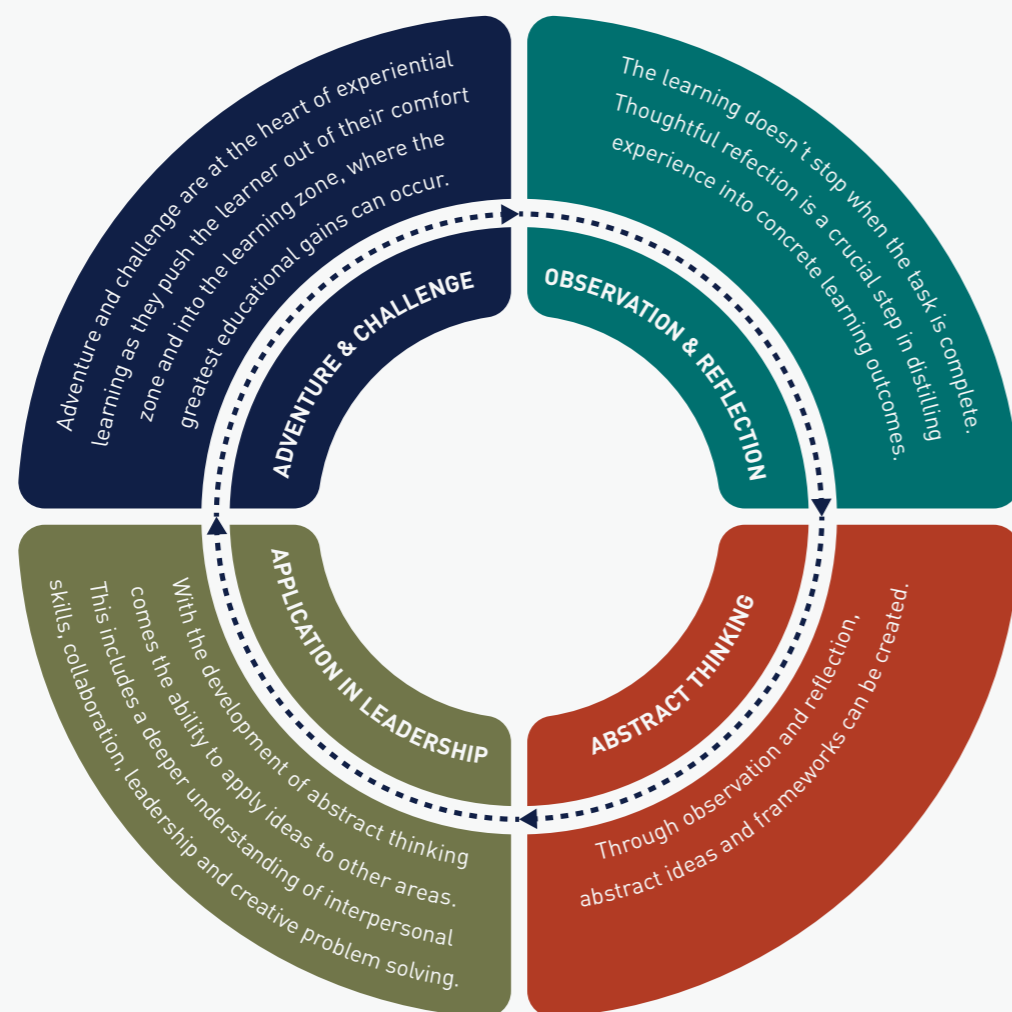 Adventure and challenge are at the heart of experiential
learning as they push the learner out of their comfort
zone and into the learning zone, where the
greatest educational gains can occur.
ADVENTURE & CHALLENGE
The learning doesn’t stop when the task is complete.
Thoughtful refection is a crucial step in distilling
experience into concrete learning outcomes.
OBSERVATION & REFLECTION
ABSTRACT THINKING
Through observation and reflection,
abstract ideas and frameworks can be created.
APPLICATION IN LEADERSHIP
With the development of abstract thinking
comes the ability to apply ideas to other areas.
This includes a deeper understanding of interpersonal
skills, collaboration, leadership and creative problem solving.